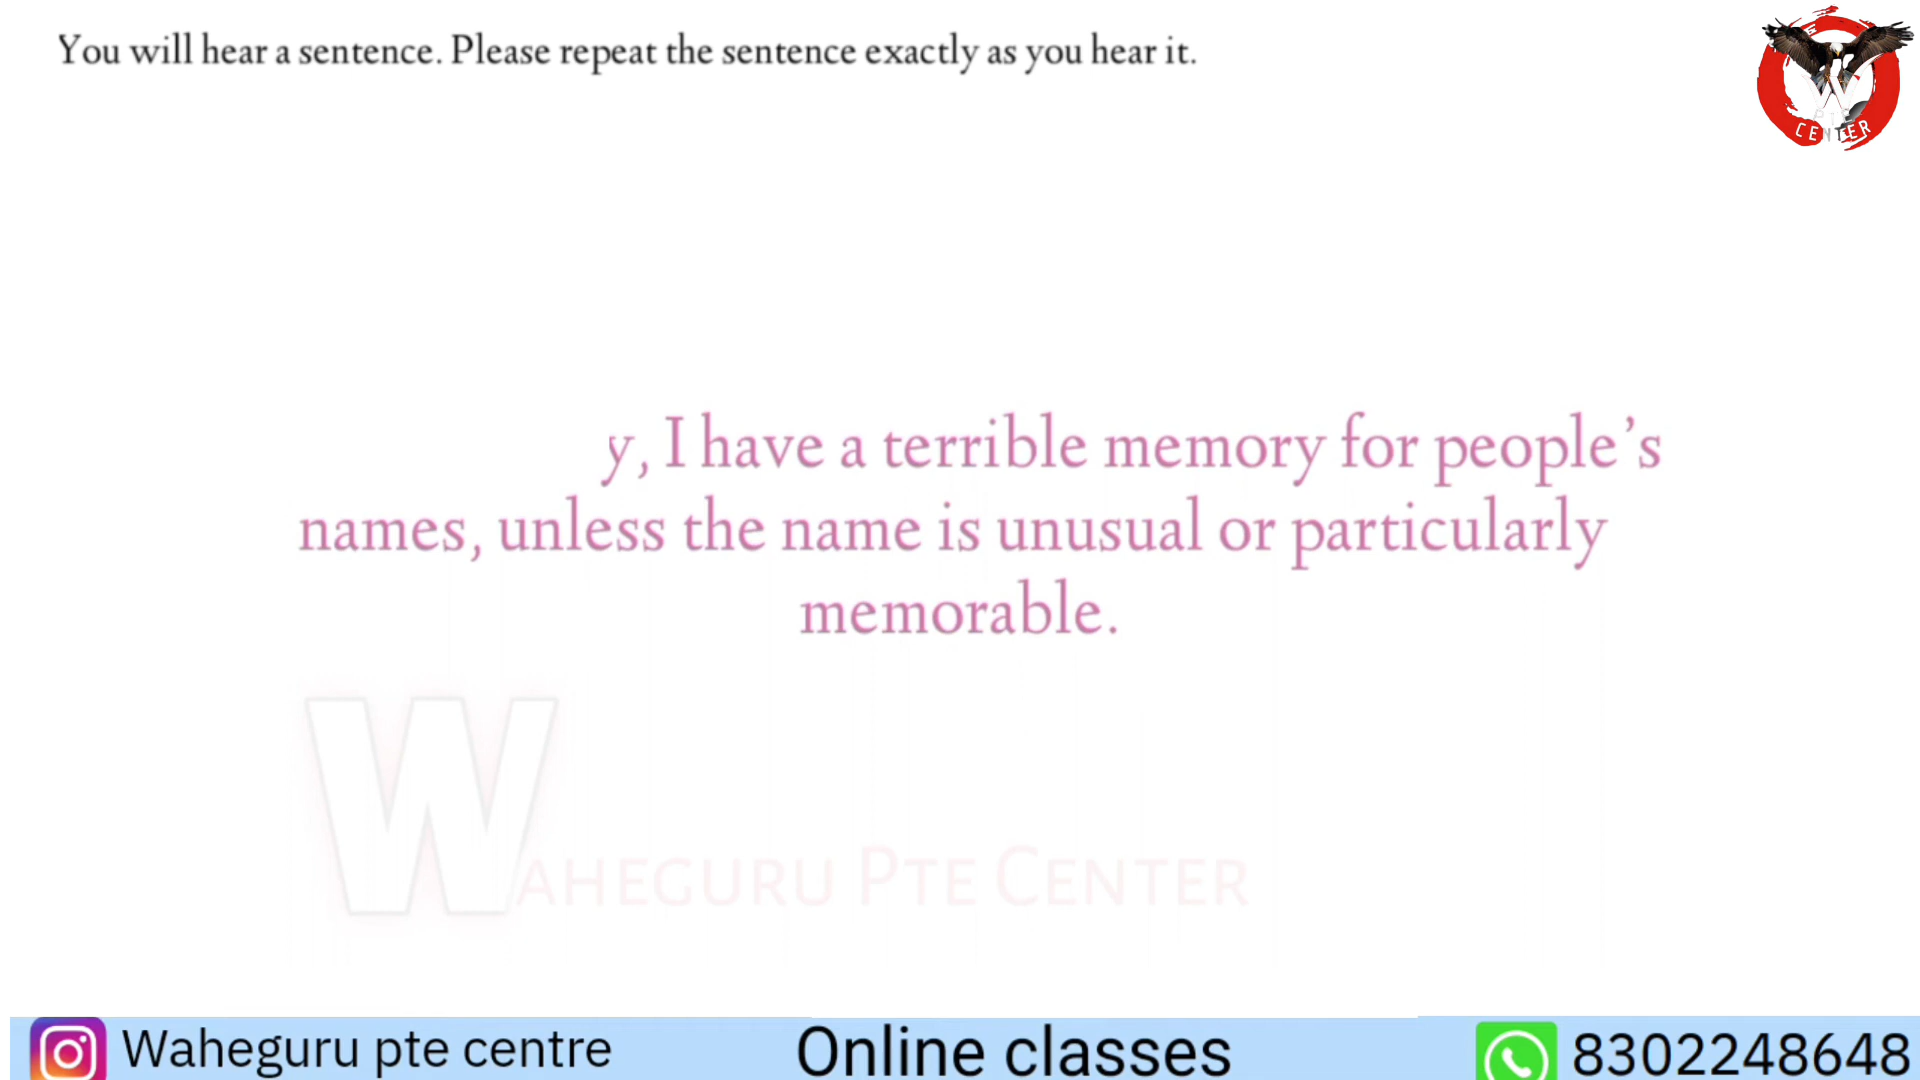 You will hear a sentence. Please repeat the sentence exactly as you hear it.
y, I have a terrible memory for people’s
names, unless the name is unusual or particularly
memorable.
WAHEGURU PTE CENTER
CENTER
Waheguru pte centre
Online classes
8302248648